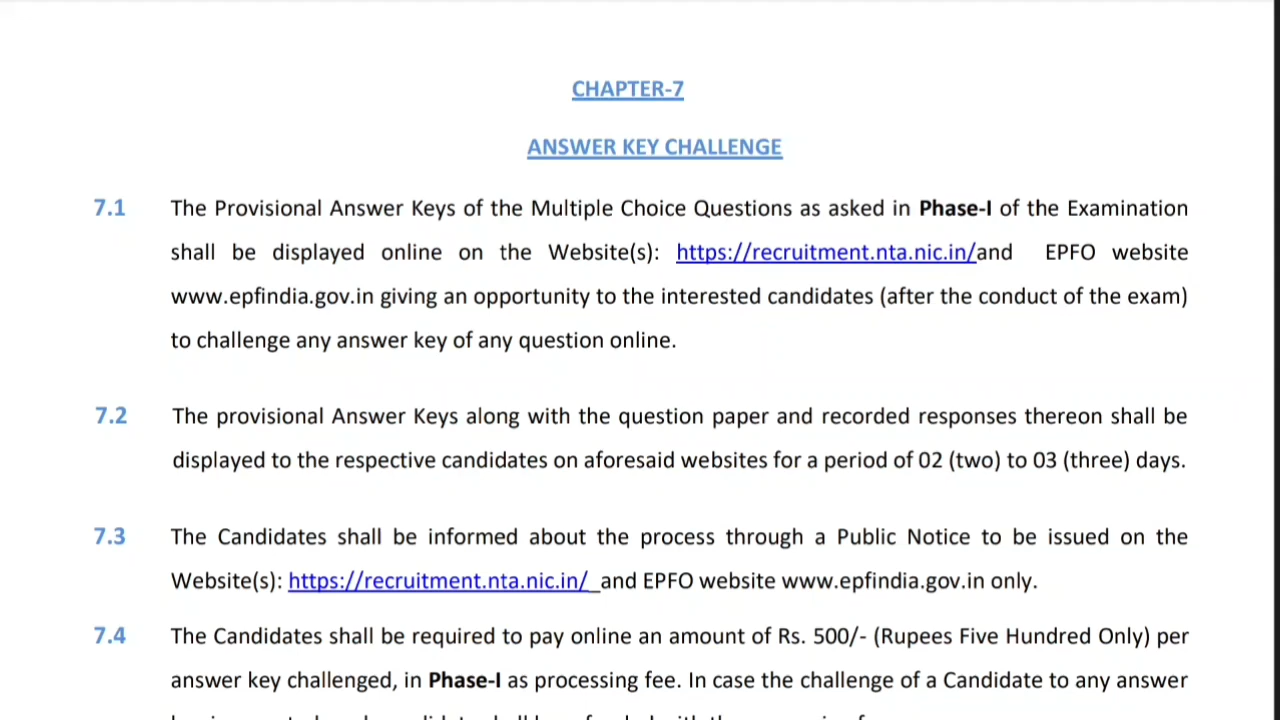 CHAPTER-7
ANSWER KEY CHALLENGE
7.1 The Provisional Answer Keys of the Multiple Choice Questions as asked in Phase-I of the Examination
shall be displayed online on the Website(s): https://recruitment.nta.nic.in/and EPFO website
www.epfindia.gov.in giving an opportunity to the interested candidates (after the conduct of the exam)
to challenge any answer key of any question online.
7.2 The provisional Answer Keys along with the question paper and recorded responses thereon shall be
displayed to the respective candidates on aforesaid websites for a period of 02 (two) to 03 (three) days.
7.3 The Candidates shall be informed about the process through a Public Notice to be issued on the
Website(s): https://recruitment.nta.nic.in/ and EPFO website www.epfindia.gov.in only.
7.4 The Candidates shall be required to pay online an amount of Rs. 500/- (Rupees Five Hundred Only) per
answer key challenged, in Phase-I as processing fee. In case the challenge of a Candidate to any answer